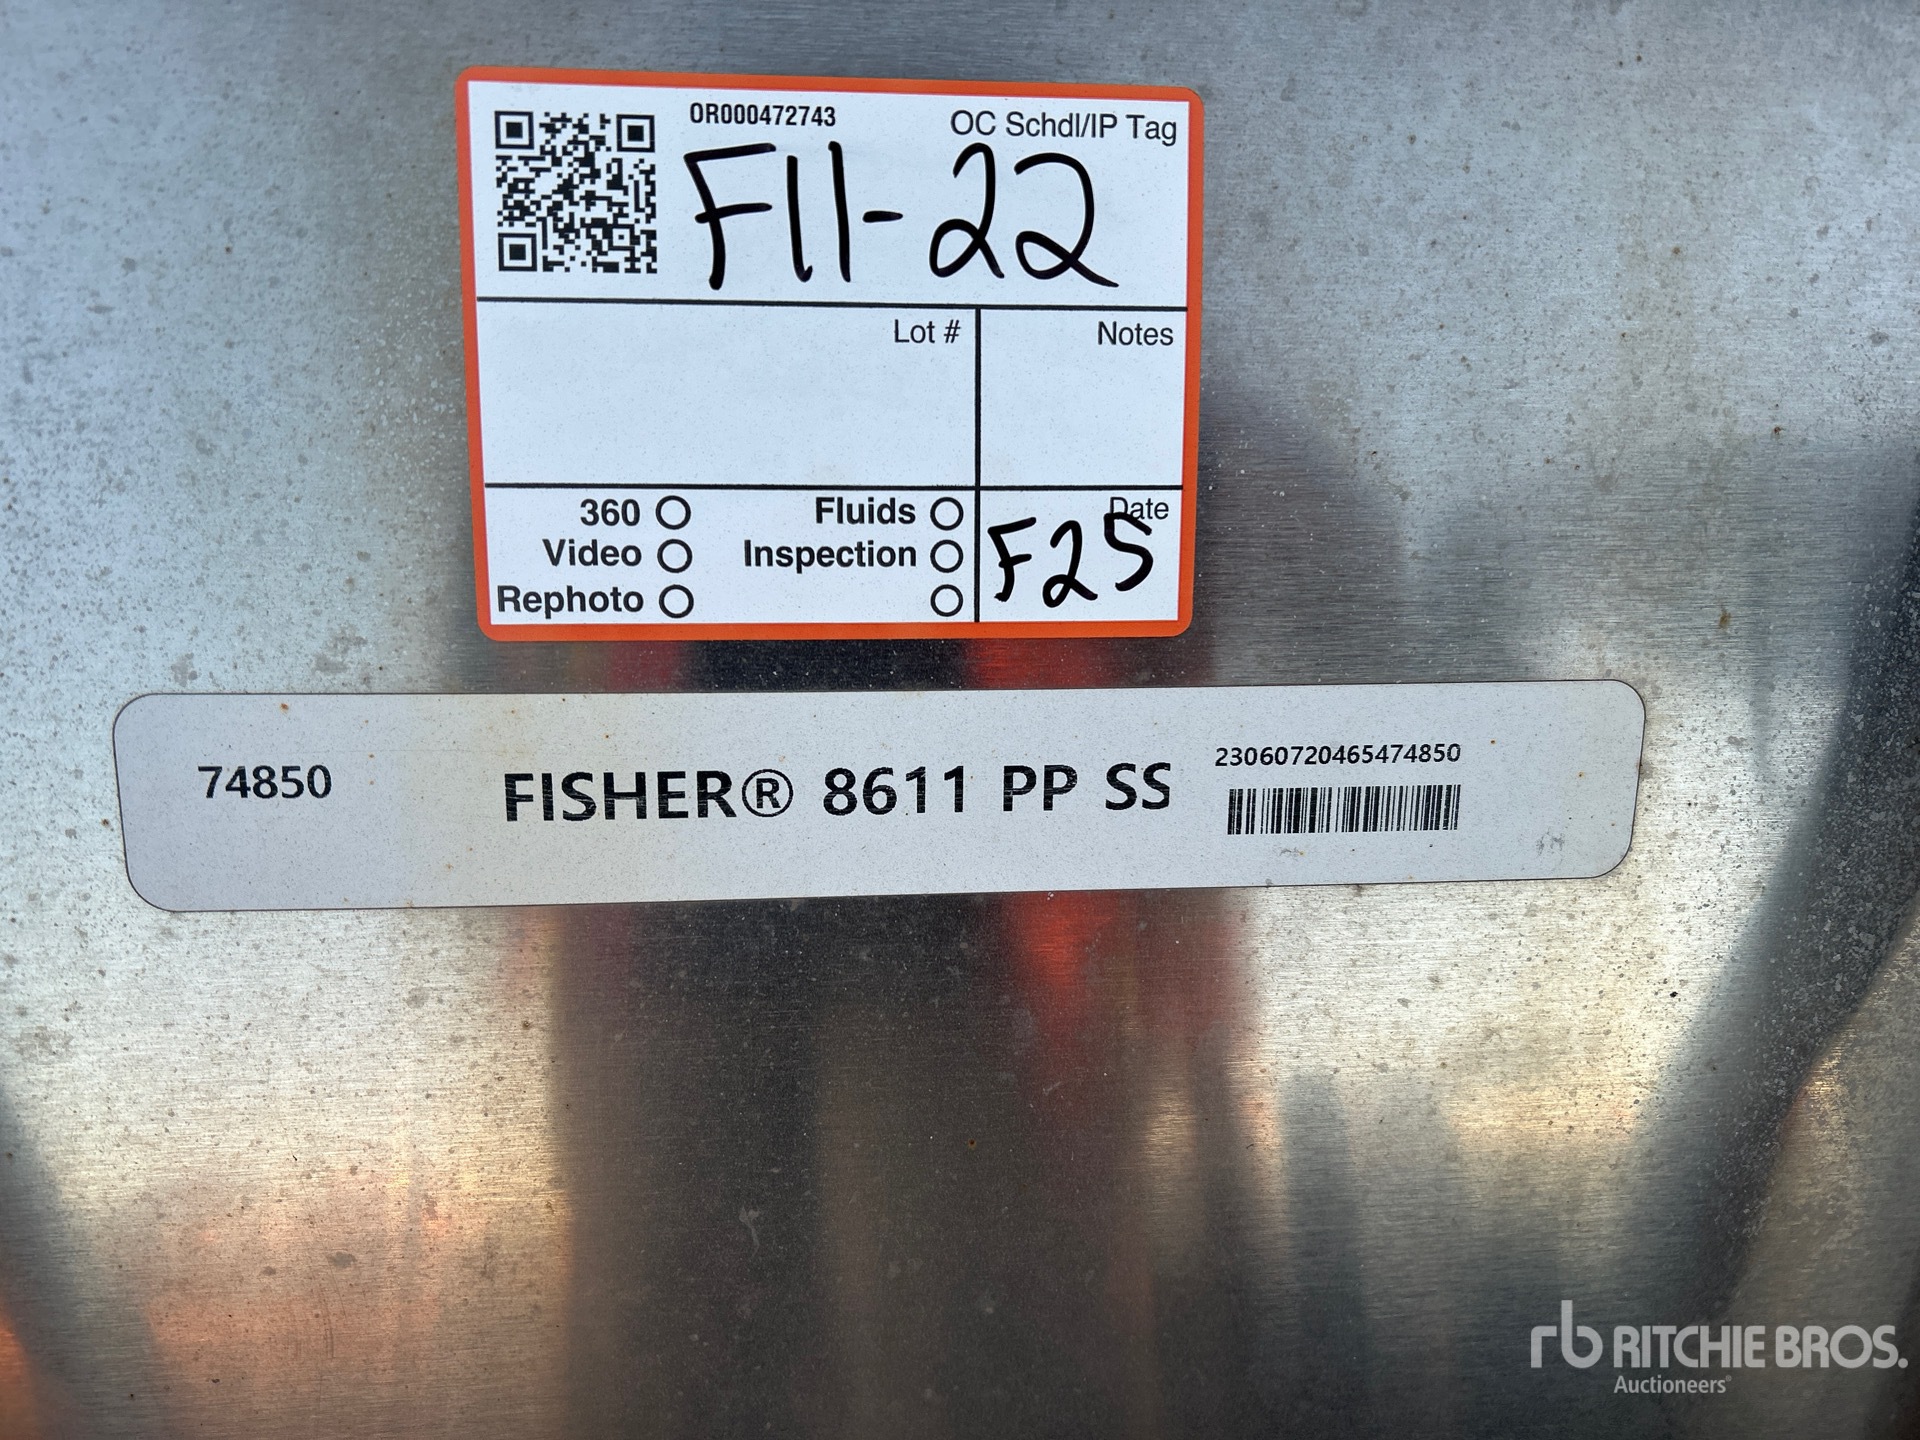 OR000472743
OC Schdl/IP Tag
F11-22
Lot #
Notes
360
Fluids
Date
Video
Inspection
F25
Rephoto
74850
FISHER® 8611 PP SS
23060720465474850
rb RITCHIE BROS.
Auctioneers®